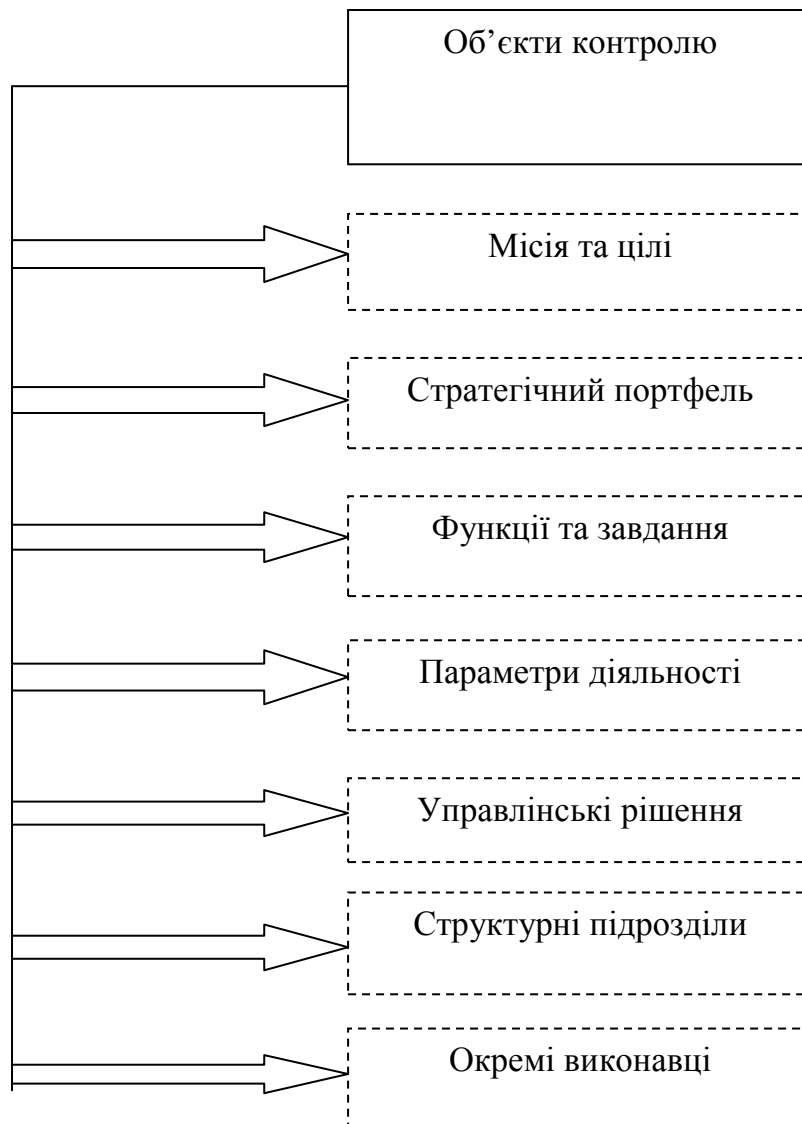 Об’єкти контролю
Місія та цілі
Стратегічний портфель
Функції та завдання
Параметри діяльності
Управлінські рішення
Структурні підрозділи
Окремі виконавці